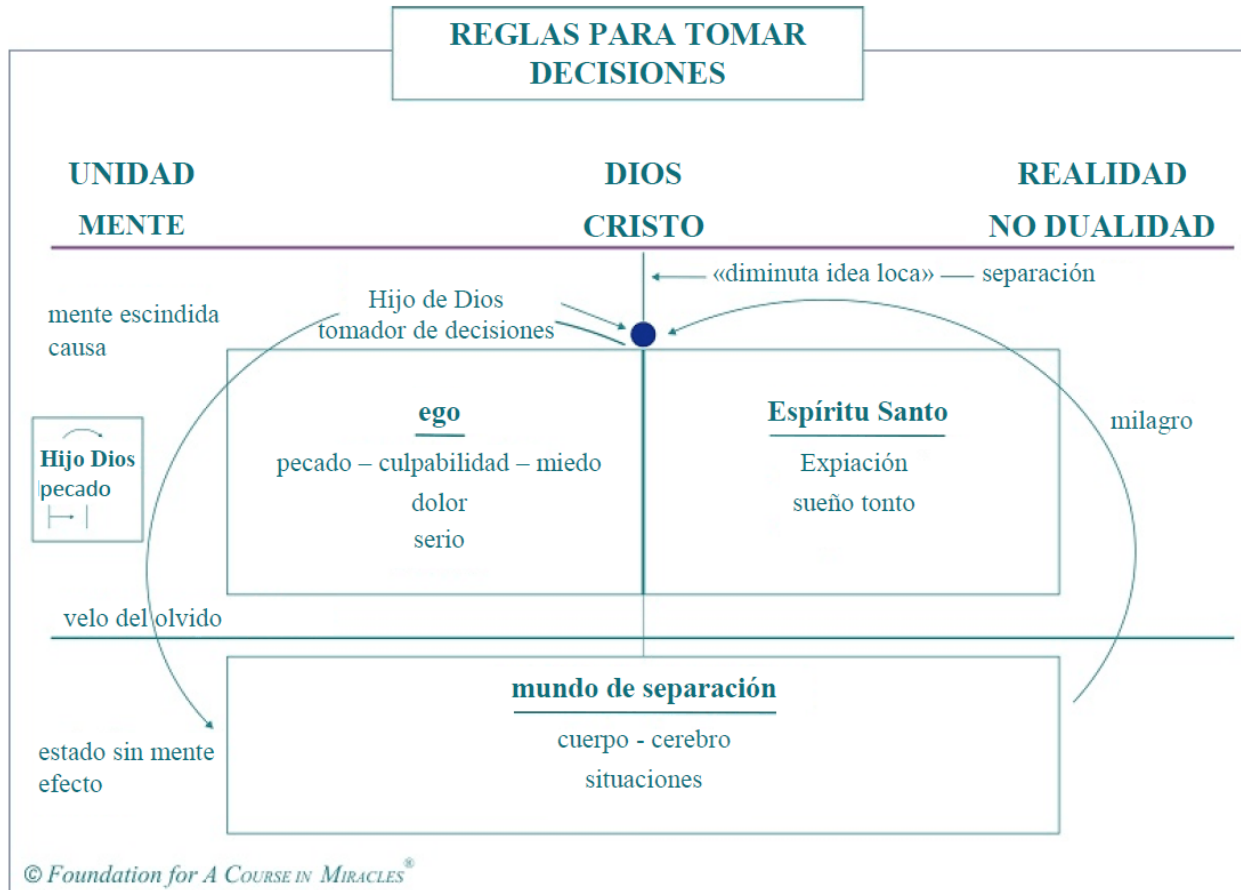 REGLAS PARA TOMAR
DECISIONES
UNIDAD
MENTE
DIOS
CRISTO
REALIDAD
NO DUALIDAD
«diminuta idea loca» — separación
Hijo de Dios
tomador de decisiones
mente escindida
causa
ego
pecado – culpabilidad – miedo
dolor
serio
Espíritu Santo
Expiación
sueño tonto
milagro
Hijo Dios
pecado
velo del olvido
mundo de separación
cuerpo - cerebro
situaciones
estado sin mente
efecto
© Foundation for A COURSE IN MIRACLES®